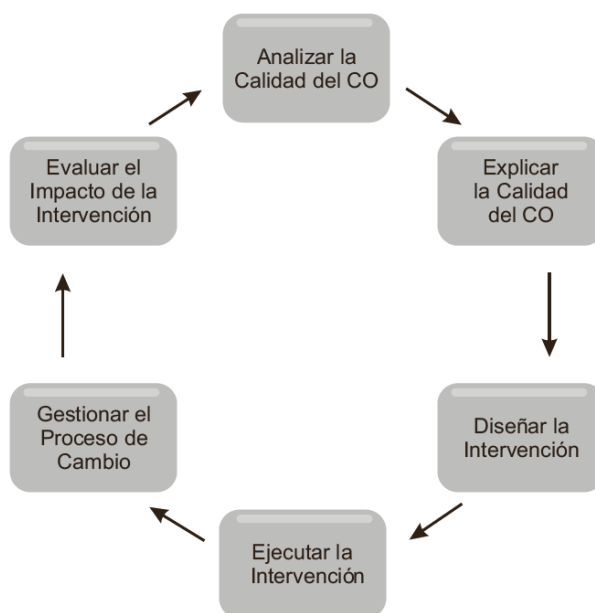 Analizar la
Calidad del CO
Explicar
la Calidad
del CO
Diseñar la
Intervención
Ejecutar la
Intervención
Gestionar el
Proceso de
Cambio
Evaluar el
Impacto de la
Intervención